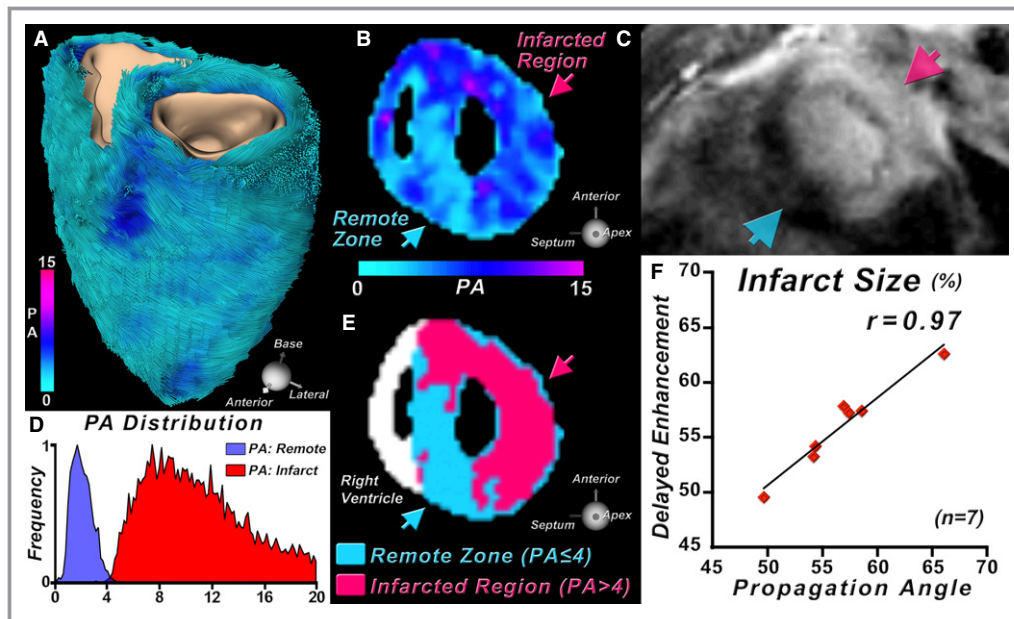 A
15
P
A
0
Base
Lateral
Anterior
B
Infarcted
Region
Remote
Zone
Anterior
Septum
Apex
0
PA
15
C
D
PA Distribution
PA: Remote
PA: Infarct
Frequency
1
0
0
4
8
12
16
20
E
Right
Ventricle
Anterior
Septum
Apex
Remote Zone (PA≤4)
Infarcted Region (PA>4)
F
Infarct Size (%)
r=0.97
Delayed Enhancement
70
65
60
55
50
45
(n=7)
45
50
55
60
65
70
Propagation Angle